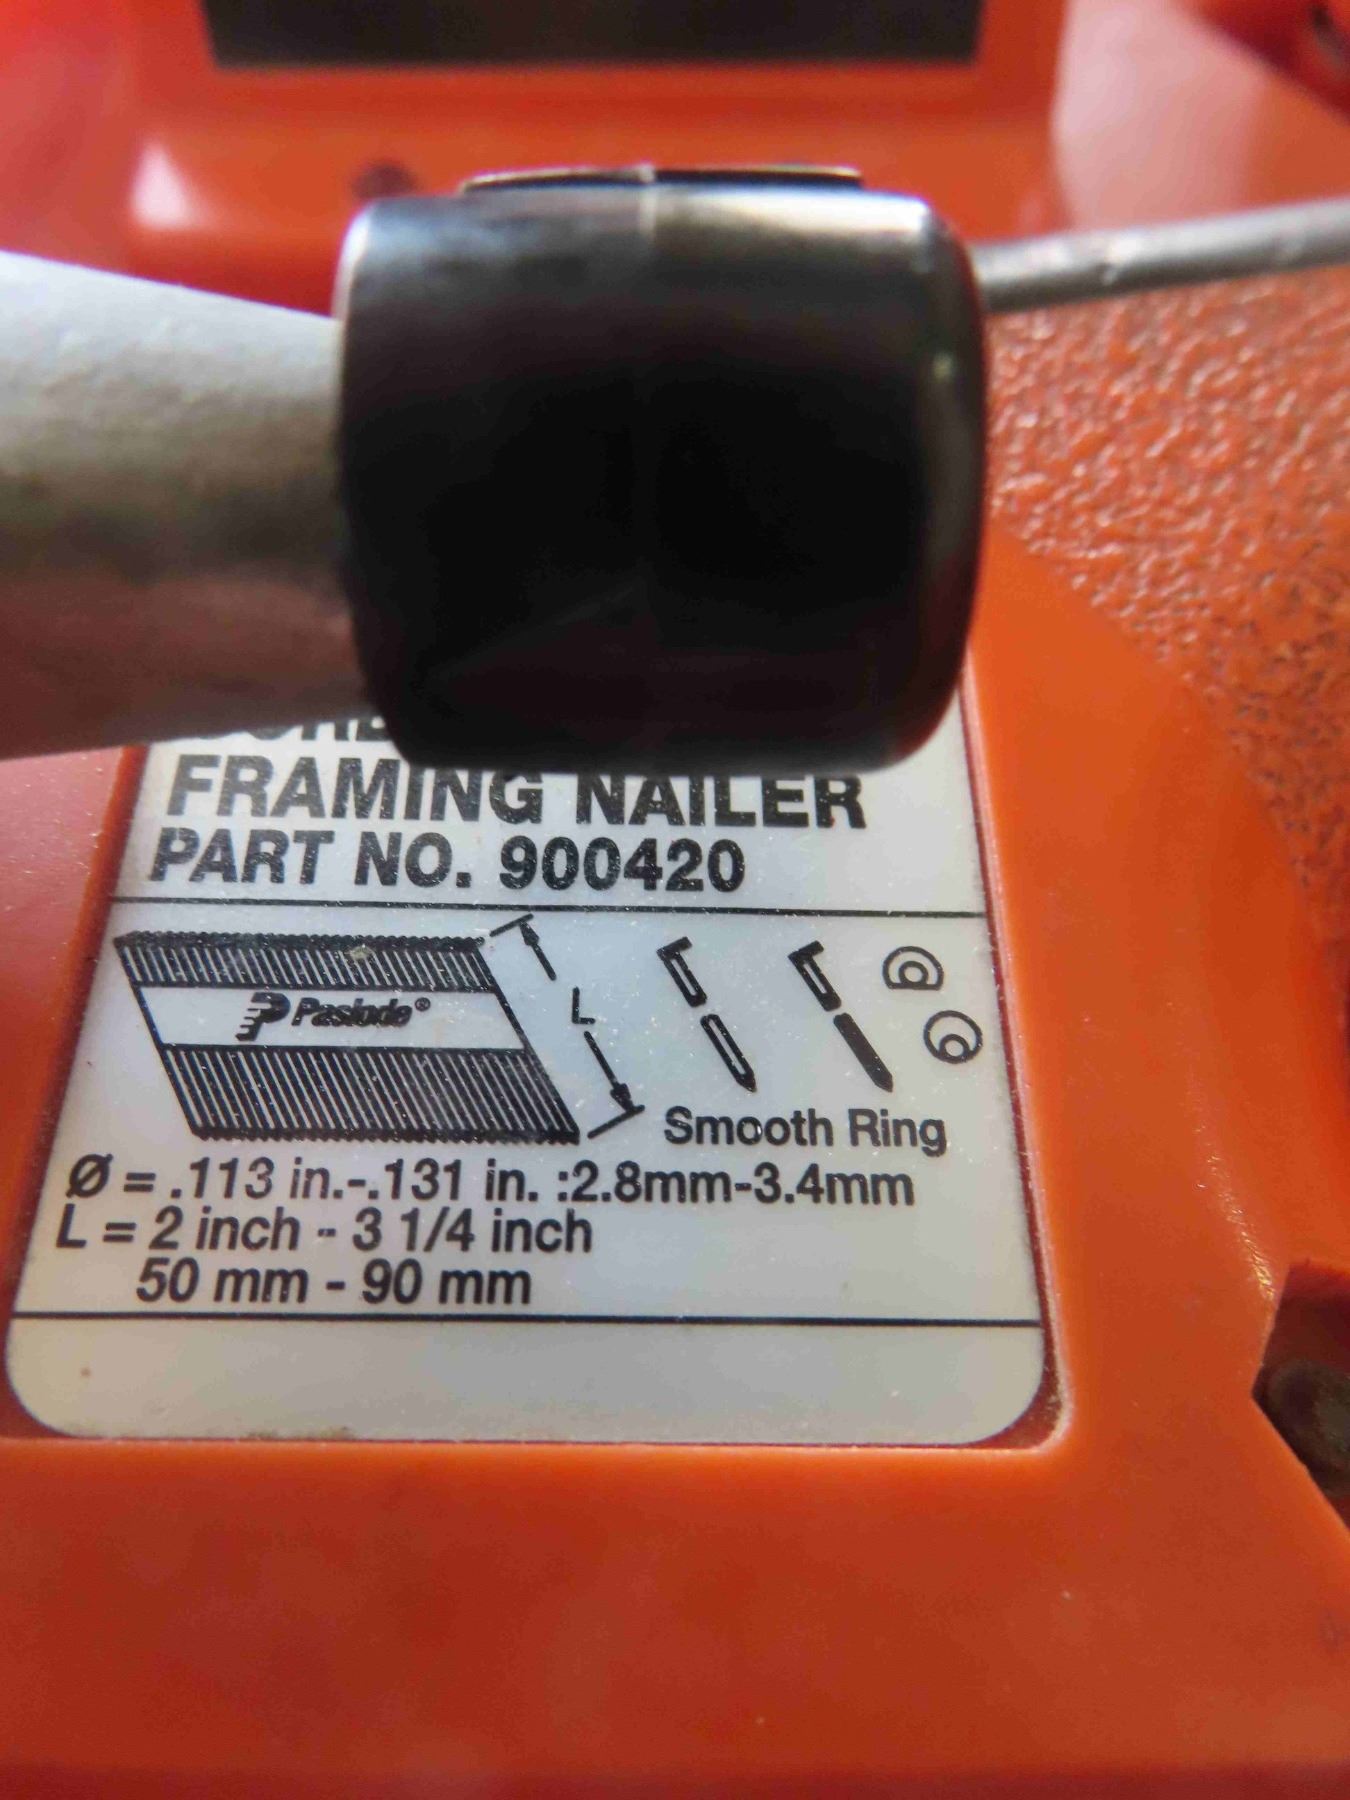 FRAMING NAILER
PART NO. 900420
Paslode®
L
Smooth Ring
Ø = .113 in.-.131 in. :2.8mm-3.4mm
L = 2 inch - 3 1/4 inch
50 mm - 90 mm